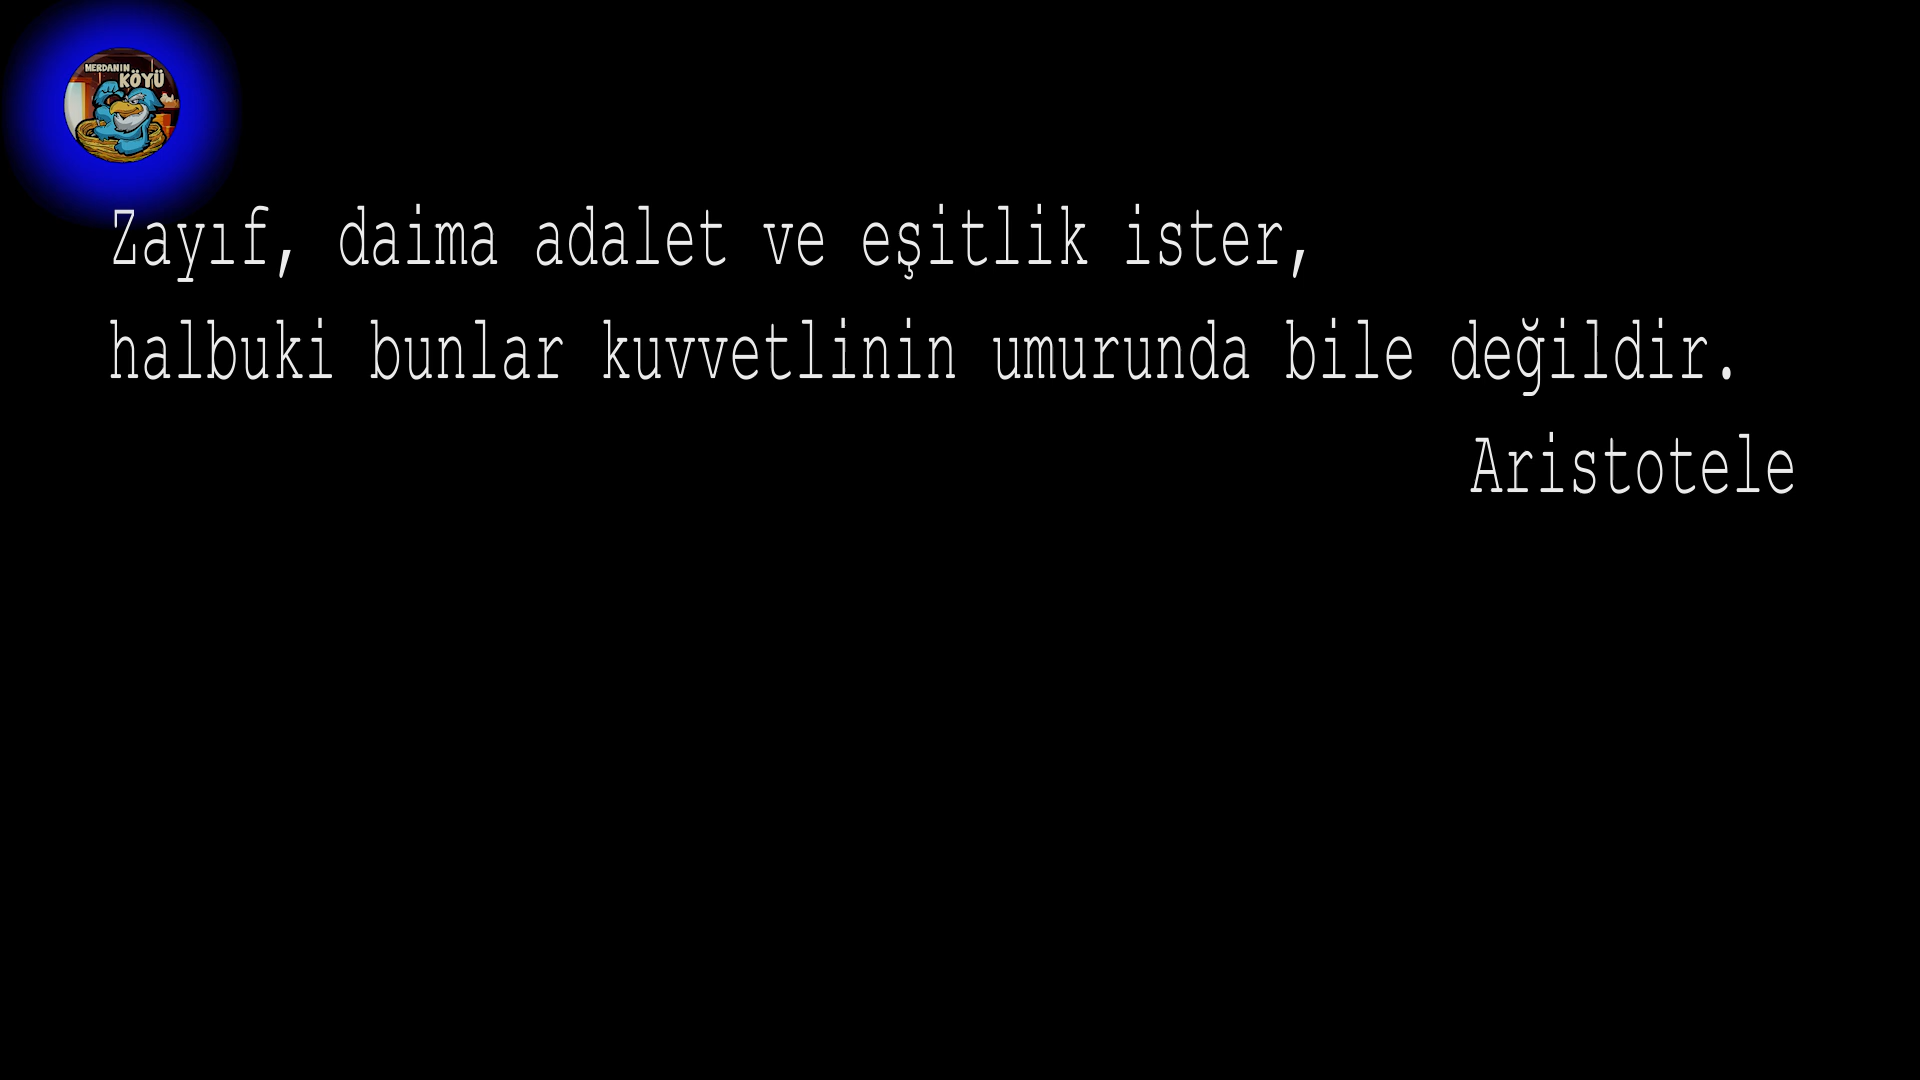 MERDANIN
KÖYÜ
Zayıf, daima adalet ve eşitlik ister,
halbuki bunlar kuvvetlinin umurunda bile değildir.
Aristotele